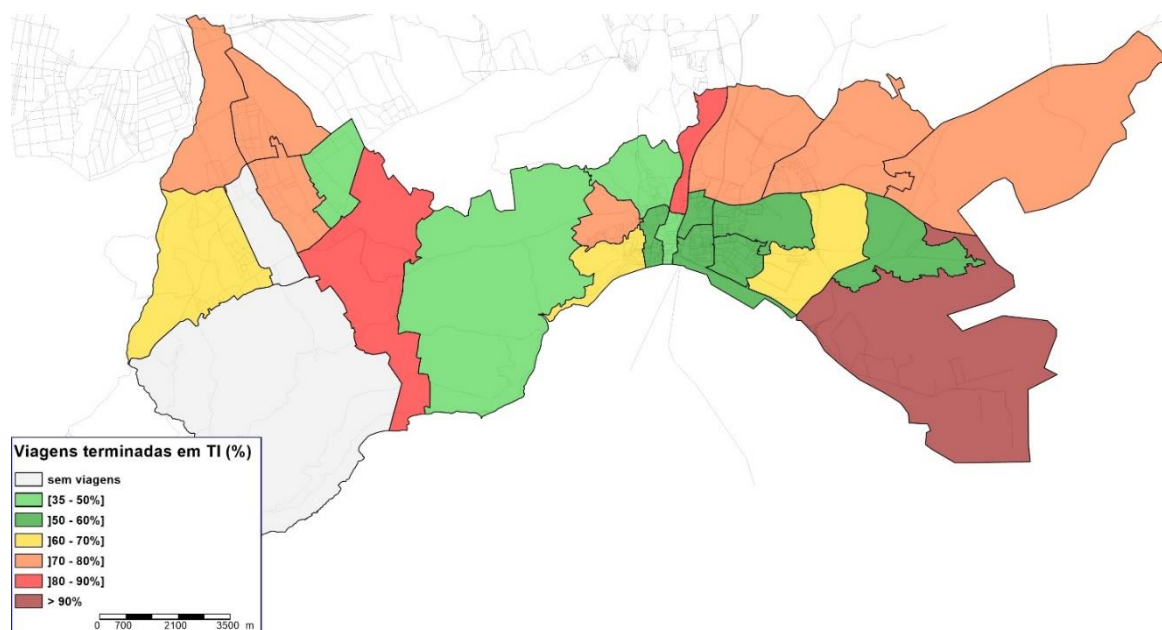 Viagens terminadas em TI (%)
sem viagens
[35 - 50%]
]50 - 60%]
]60 - 70%]
]70 - 80%]
]80 - 90%]
> 90%
0 700 2100 3500 m